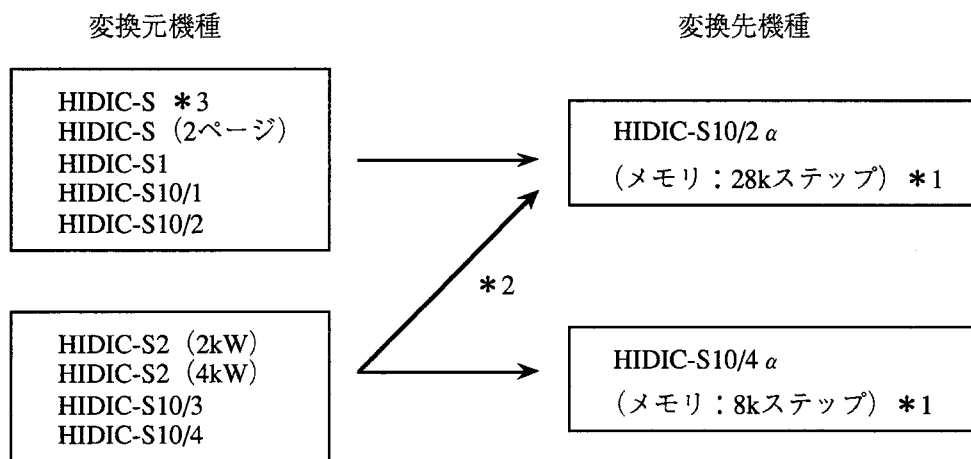 変換元機種
変換先機種
HIDIC-S *3
HIDIC-S(2ページ)
HIDIC-S1
HIDIC-S10/1
HIDIC-S10/2
HIDIC-S10/2 α
(メモリ:28kステップ) *1
*2
HIDIC-S2(2kW)
HIDIC-S2(4kW)
HIDIC-S10/3
HIDIC-S10/4
HIDIC-S10/4 α
(メモリ:8kステップ) *1